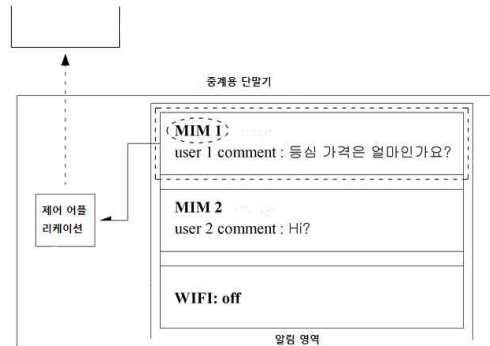 중계용 단말기
MIM 1
user 1 comment : 등심 가격은 얼마인가요?
제어 어플
리케이션
MIM 2
user 2 comment : Hi?
WIFI: off
알림 영역